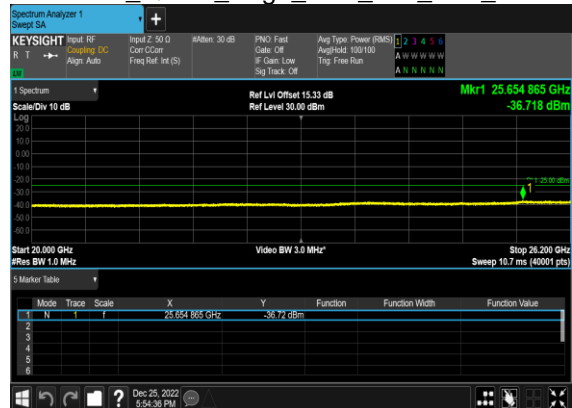 Spectrum Analyzer 1
Swept SA
KEYSIGHT
R T
Input: RF
Coupling: DC
Align: Auto
Input Z: 50 Ω
Corr CCorr
Freq Ref: Int (S)
#Atten: 30 dB
PNO: Fast
Gate: Off
IF Gain: Low
Sig Track: Off
Avg Type: Power (RMS)
Avg|Hold: 100/100
Trig: Free Run
1 2 3 4 5 6
A W W W W W
A N N N N N
1 Spectrum
Scale/Div 10 dB
Ref Lvl Offset 15.33 dB
Ref Level 30.00 dBm
Mkr1 25.654 865 GHz
-36.718 dBm
Log
20.0
10.0
0.00
-10.0
-20.0
-30.0
-40.0
-50.0
-60.0
-25.00 dBm
1
Start 20.000 GHz
#Res BW 1.0 MHz
Video BW 3.0 MHz*
Stop 26.200 GHz
Sweep 10.7 ms (40001 pts)
5 Marker Table
Mode Trace Scale X Y Function Function Width Function Value
1 N 1 f 25.654 865 GHz -36.72 dBm
2
3
4
5
6
?
Dec 25, 2022
5:54:36 PM